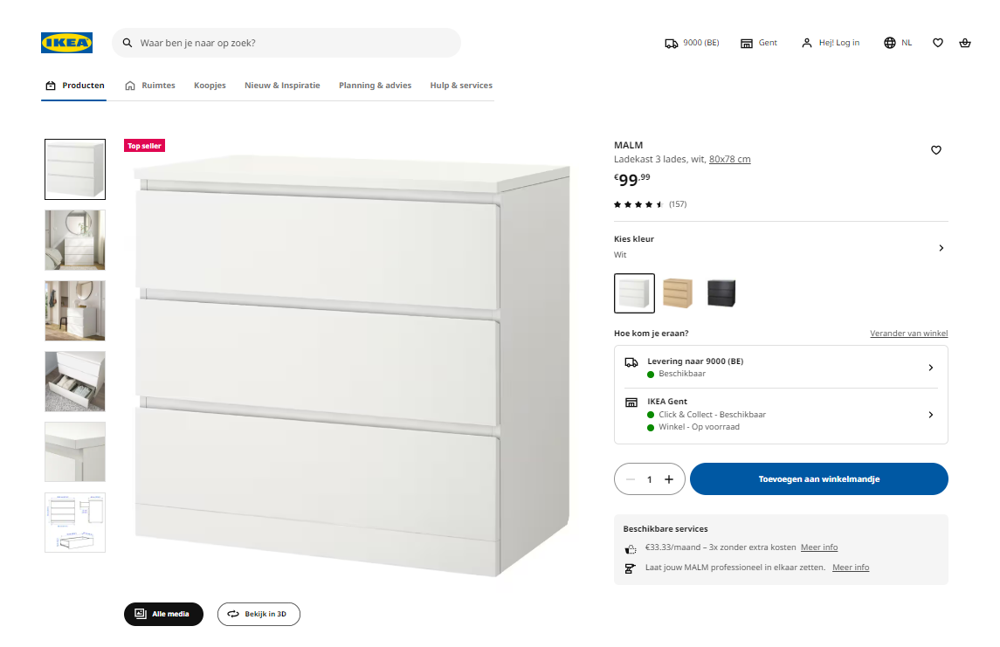 IKEA
Waar ben je naar op zoek?
9000 (BE)
Gent
Hej! Log in
NL
Producten
Ruimtes
Koopjes
Nieuw & Inspiratie
Planning & advies
Hulp & services
Top seller
MALM
Ladekast 3 lades, wit, 80x78 cm
€99.99
(157)
Kies kleur
Wit
Hoe kom je eraan?
Verander van winkel
Levering naar 9000 (BE)
Beschikbaar
IKEA Gent
Click & Collect - Beschikbaar
Winkel - Op voorraad
1
Toevoegen aan winkelmandje
Beschikbare services
€33.33/maand – 3x zonder extra kosten Meer info
Laat jouw MALM professioneel in elkaar zetten. Meer info
Alle media
Bekijk in 3D